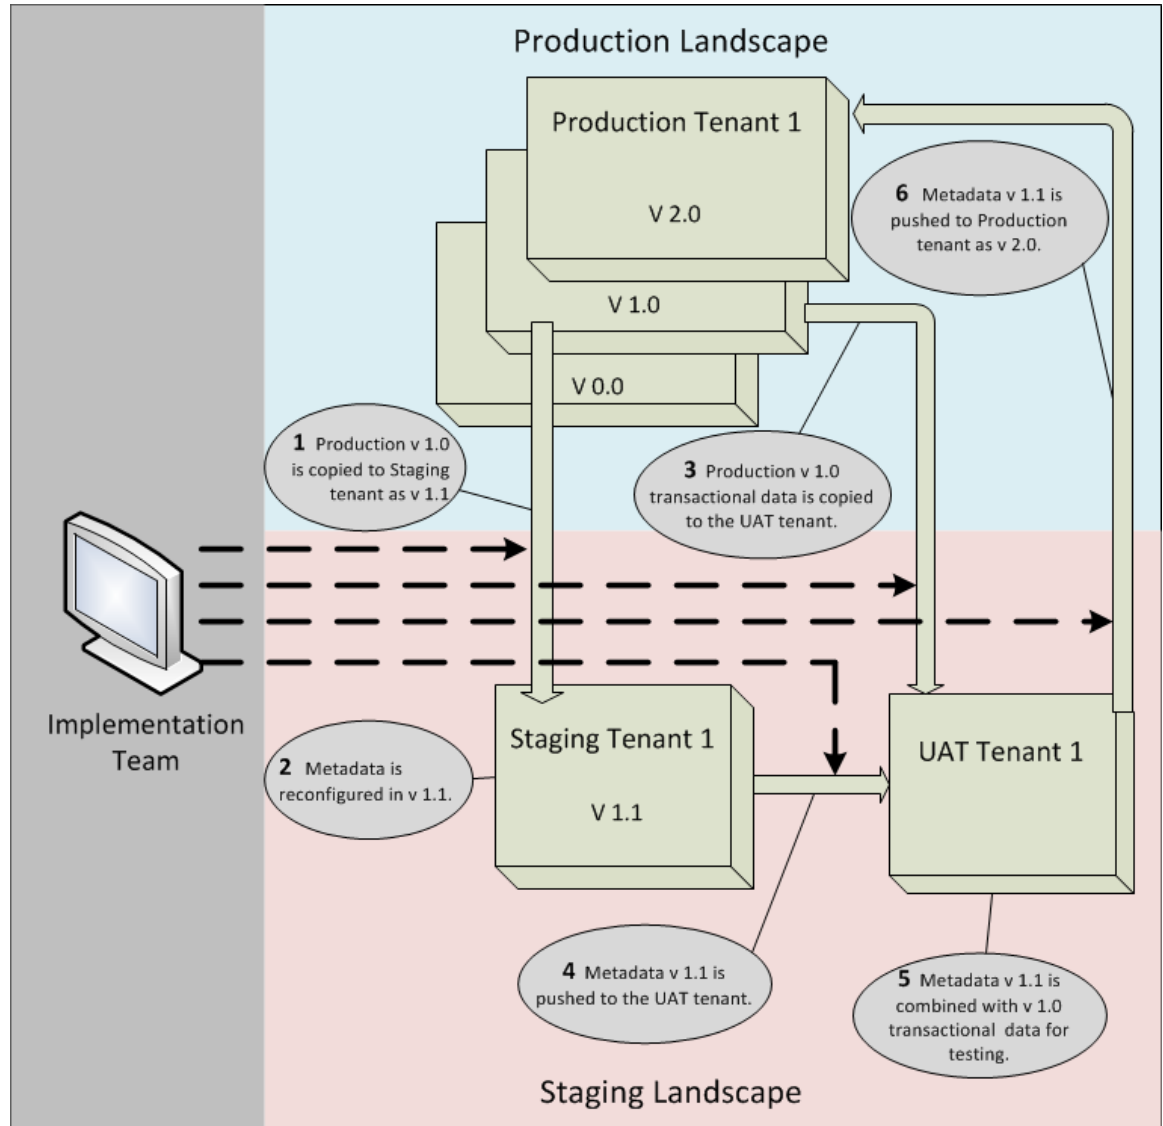 Production Landscape
Production Tenant 1
V 2.0
V 1.0
V 0.0
6 Metadata v 1.1 is
pushed to Production
tenant as v 2.0.
1 Production v 1.0
is copied to Staging
tenant as v 1.1
3 Production v 1.0
transactional data is copied
to the UAT tenant.
Implementation
Team
Staging Tenant 1
V 1.1
UAT Tenant 1
2 Metadata is
reconfigured in v 1.1.
4 Metadata v 1.1 is
pushed to the UAT tenant.
5 Metadata v 1.1 is
combined with v 1.0
transactional data for
testing.
Staging Landscape